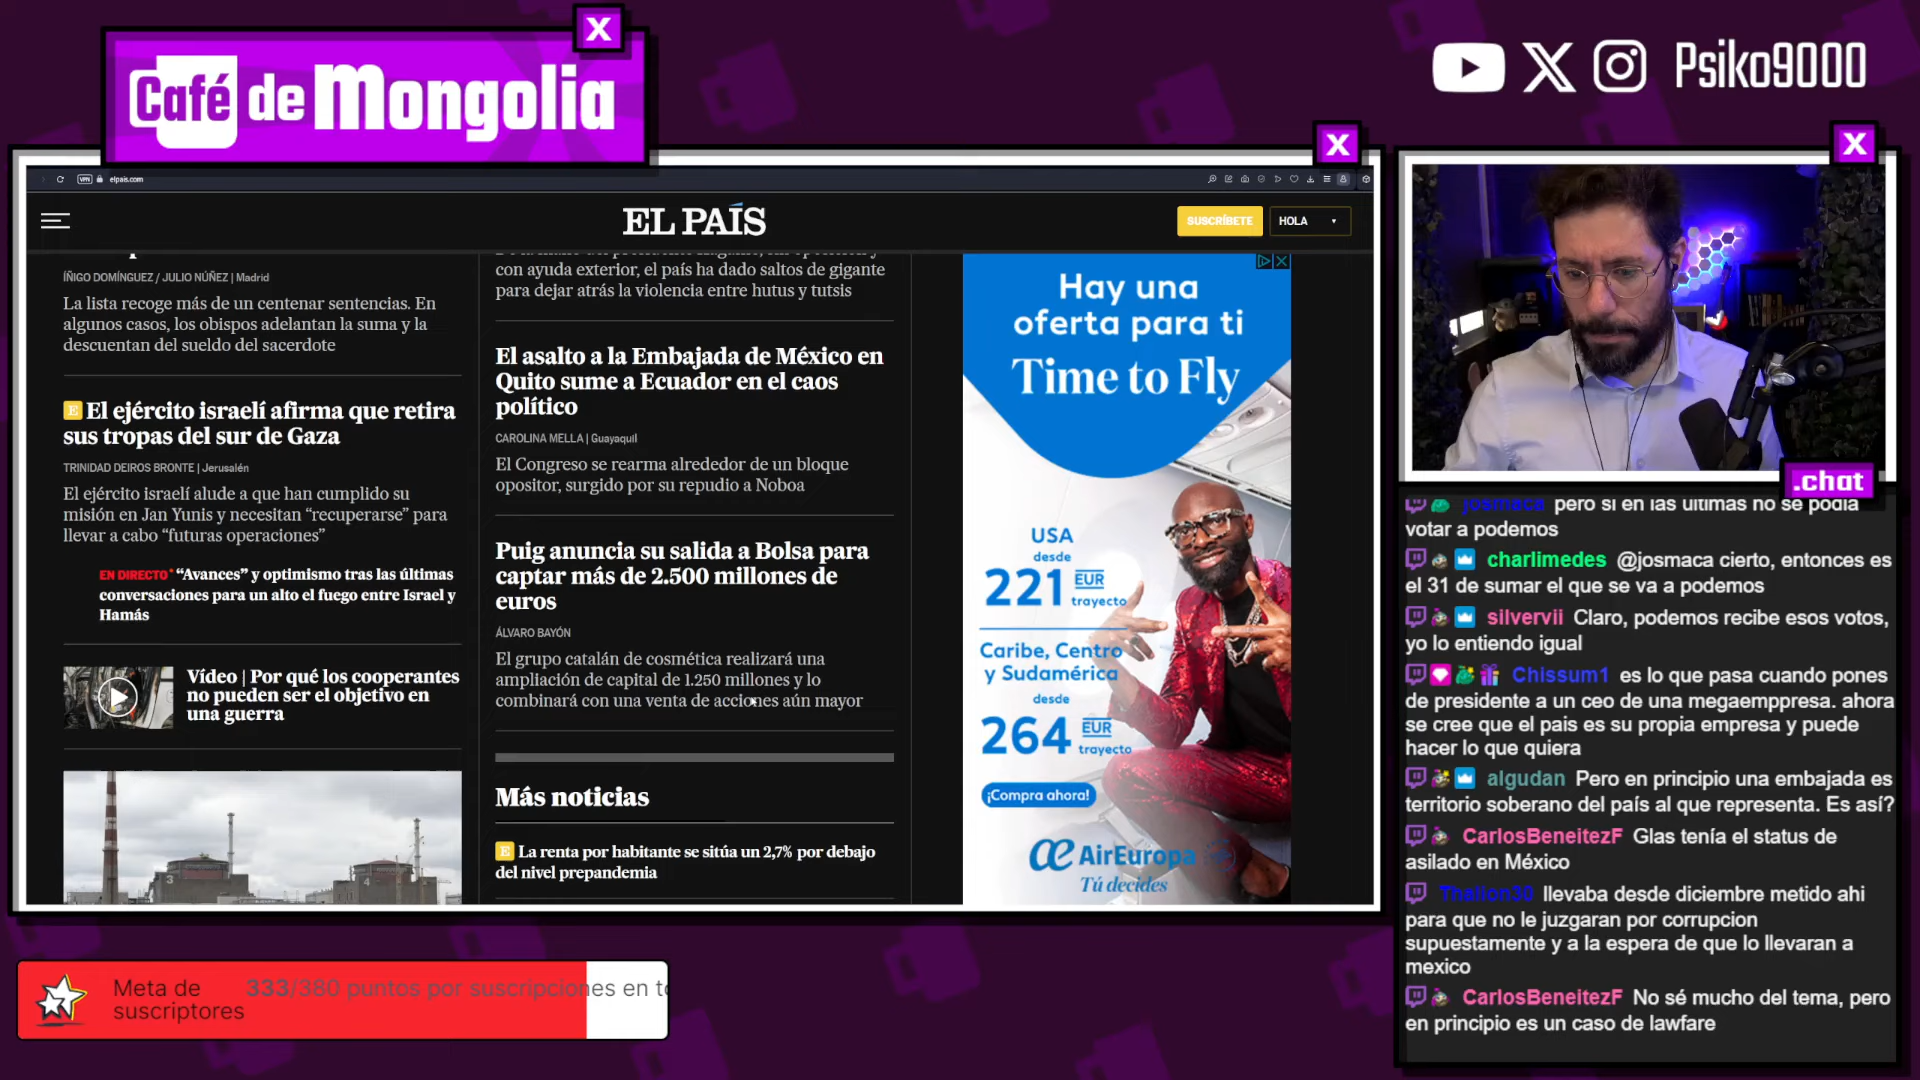 Café de Mongolia
X
Psiko9000
X
X
VPN
elpais.com
EL PAÍS
SUSCRÍBETE
HOLA
ÍÑIGO DOMÍNGUEZ / JULIO NÚÑEZ | Madrid
La lista recoge más de un centenar sentencias. En
algunos casos, los obispos adelantan la suma y la
descuentan del sueldo del sacerdote
E El ejército israelí afirma que retira
sus tropas del sur de Gaza
TRINIDAD DEIROS BRONTE | Jerusalén
El ejército israelí alude a que han cumplido su
misión en Jan Yunis y necesitan “recuperarse” para
llevar a cabo “futuras operaciones”
EN DIRECTO “Avances” y optimismo tras las últimas
conversaciones para un alto el fuego entre Israel y
Hamás
Vídeo | Por qué los cooperantes
no pueden ser el objetivo en
una guerra
3
4
con ayuda exterior, el país ha dado saltos de gigante
para dejar atrás la violencia entre hutus y tutsis
El asalto a la Embajada de México en
Quito sume a Ecuador en el caos
político
CAROLINA MELLA | Guayaquil
El Congreso se rearma alrededor de un bloque
opositor, surgido por su repudio a Noboa
Puig anuncia su salida a Bolsa para
captar más de 2.500 millones de
euros
ÁLVARO BAYÓN
El grupo catalán de cosmética realizará una
ampliación de capital de 1.250 millones y lo
combinará con una venta de acciones aún mayor
Más noticias
E La renta por habitante se sitúa un 2,7% por debajo
del nivel prepandemia
Hay una
oferta para ti
Time to Fly
USA
desde
221 EUR
trayecto
Caribe, Centro
y Sudamérica
desde
264 EUR
trayecto
¡Compra ahora!
AirEuropa
Tú decides
.chat
josmaca pero si en las ultimas no se podia
votar a podemos
charlimedes @josmaca cierto, entonces es
el 31 de sumar el que se va a podemos
silvervii Claro, podemos recibe esos votos,
yo lo entiendo igual
Chissum1 es lo que pasa cuando pones
de presidente a un ceo de una megaemppresa. ahora
se cree que el pais es su propia empresa y puede
hacer lo que quiera
algudan Pero en principio una embajada es
territorio soberano del país al que representa. Es así?
CarlosBeneitezF Glas tenía el status de
asilado en México
Thallon30 llevaba desde diciembre metido ahi
para que no le juzgaran por corrupcion
supuestamente y a la espera de que lo llevaran a
mexico
CarlosBeneitezF No sé mucho del tema, pero
en principio es un caso de lawfare
Meta de
suscriptores
333/380 puntos por suscripciones en to